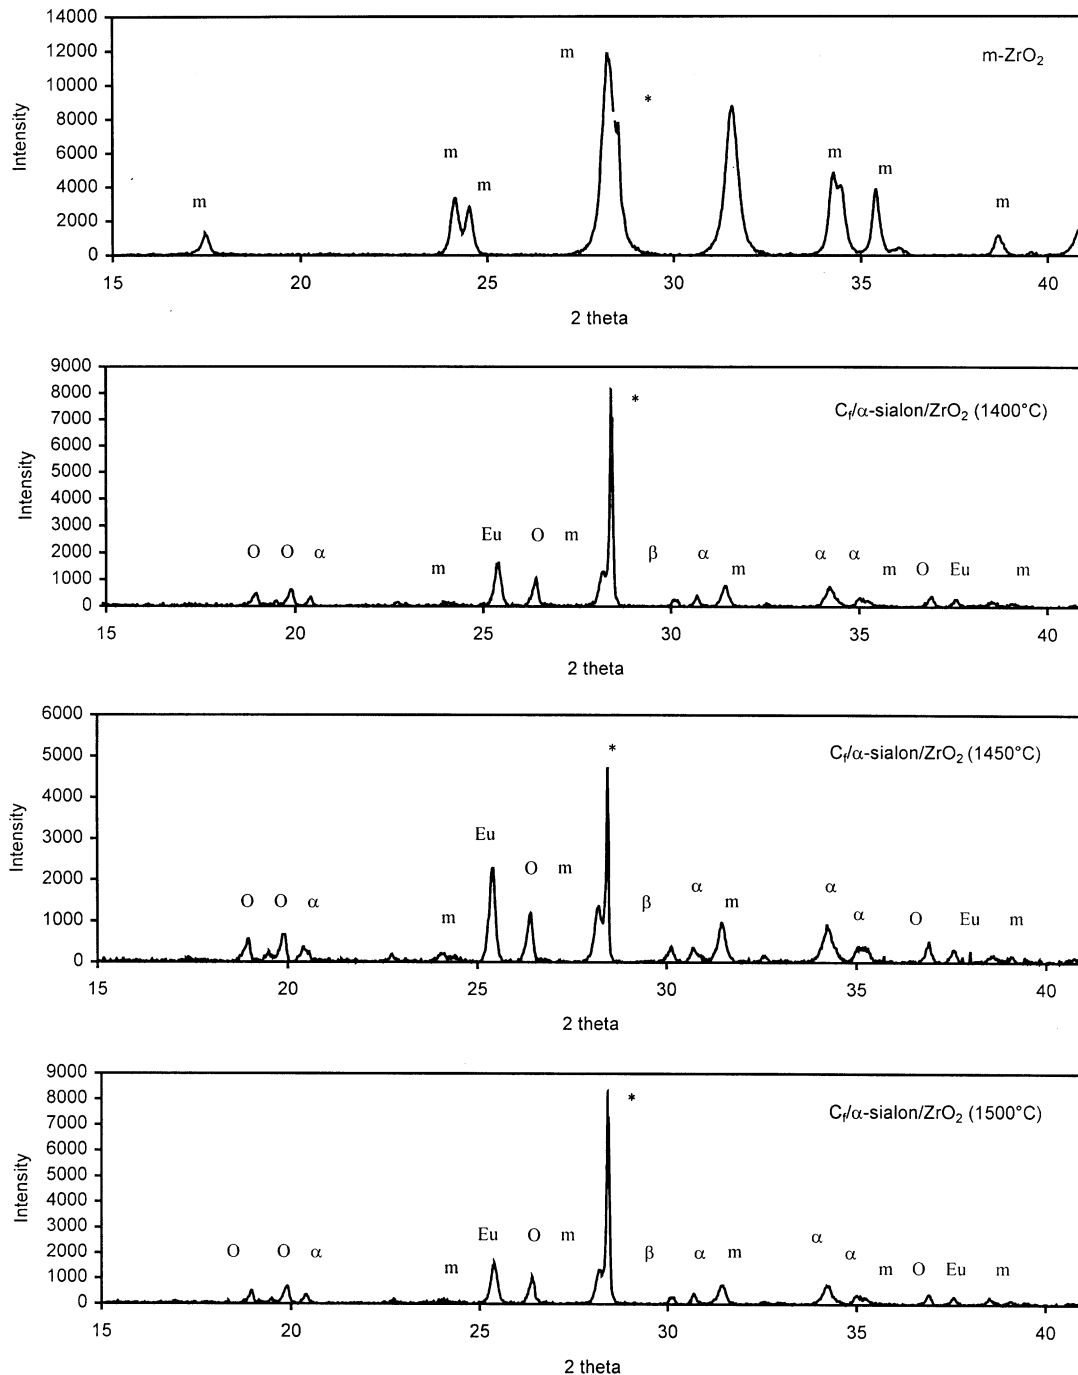 14000
12000
10000
8000
6000
4000
2000
0
Intensity
m-ZrO₂
m
m
m
m
*
m
m
m
15 20 25 30 35 40
2 theta
9000
8000
7000
6000
5000
4000
3000
2000
1000
0
Intensity
C_f/α-sialon/ZrO₂ (1400°C)
*
O O α m Eu O m β α m α α m O Eu m
15 20 25 30 35 40
2 theta
6000
5000
4000
3000
2000
1000
0
Intensity
C_f/α-sialon/ZrO₂ (1450°C)
*
O O α m Eu O m β α m α α O Eu m
15 20 25 30 35 40
2 theta
9000
8000
7000
6000
5000
4000
3000
2000
1000
0
Intensity
C_f/α-sialon/ZrO₂ (1500°C)
*
O O α m Eu O m β α m α α m O Eu m
15 20 25 30 35 40
2 theta